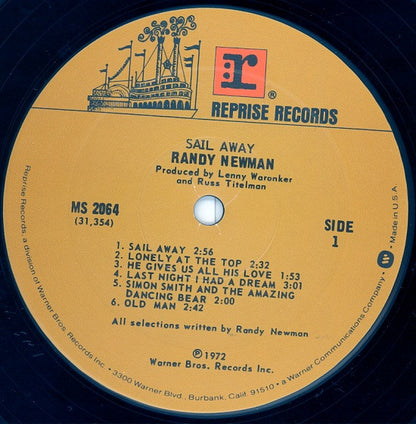 r
®
REPRISE RECORDS
SAIL AWAY
RANDY NEWMAN
Produced by Lenny Waronker
and Russ Titelman
MS 2064
(31,354)
SIDE
1
1. SAIL AWAY 2:56
2. LONELY AT THE TOP 2:32
3. HE GIVES US ALL HIS LOVE 1:53
4. LAST NIGHT I HAD A DREAM 3:01
5. SIMON SMITH AND THE AMAZING
DANCING BEAR 2:00
6. OLD MAN 2:42
All selections written by Randy Newman
℗ 1972
Warner Bros. Records Inc.
Reprise Records, a division of Warner Bros. Records Inc. • 3300 Warner Blvd., Burbank, Calif. 91510 • a Warner Communications Company • W • Made in U.S.A.